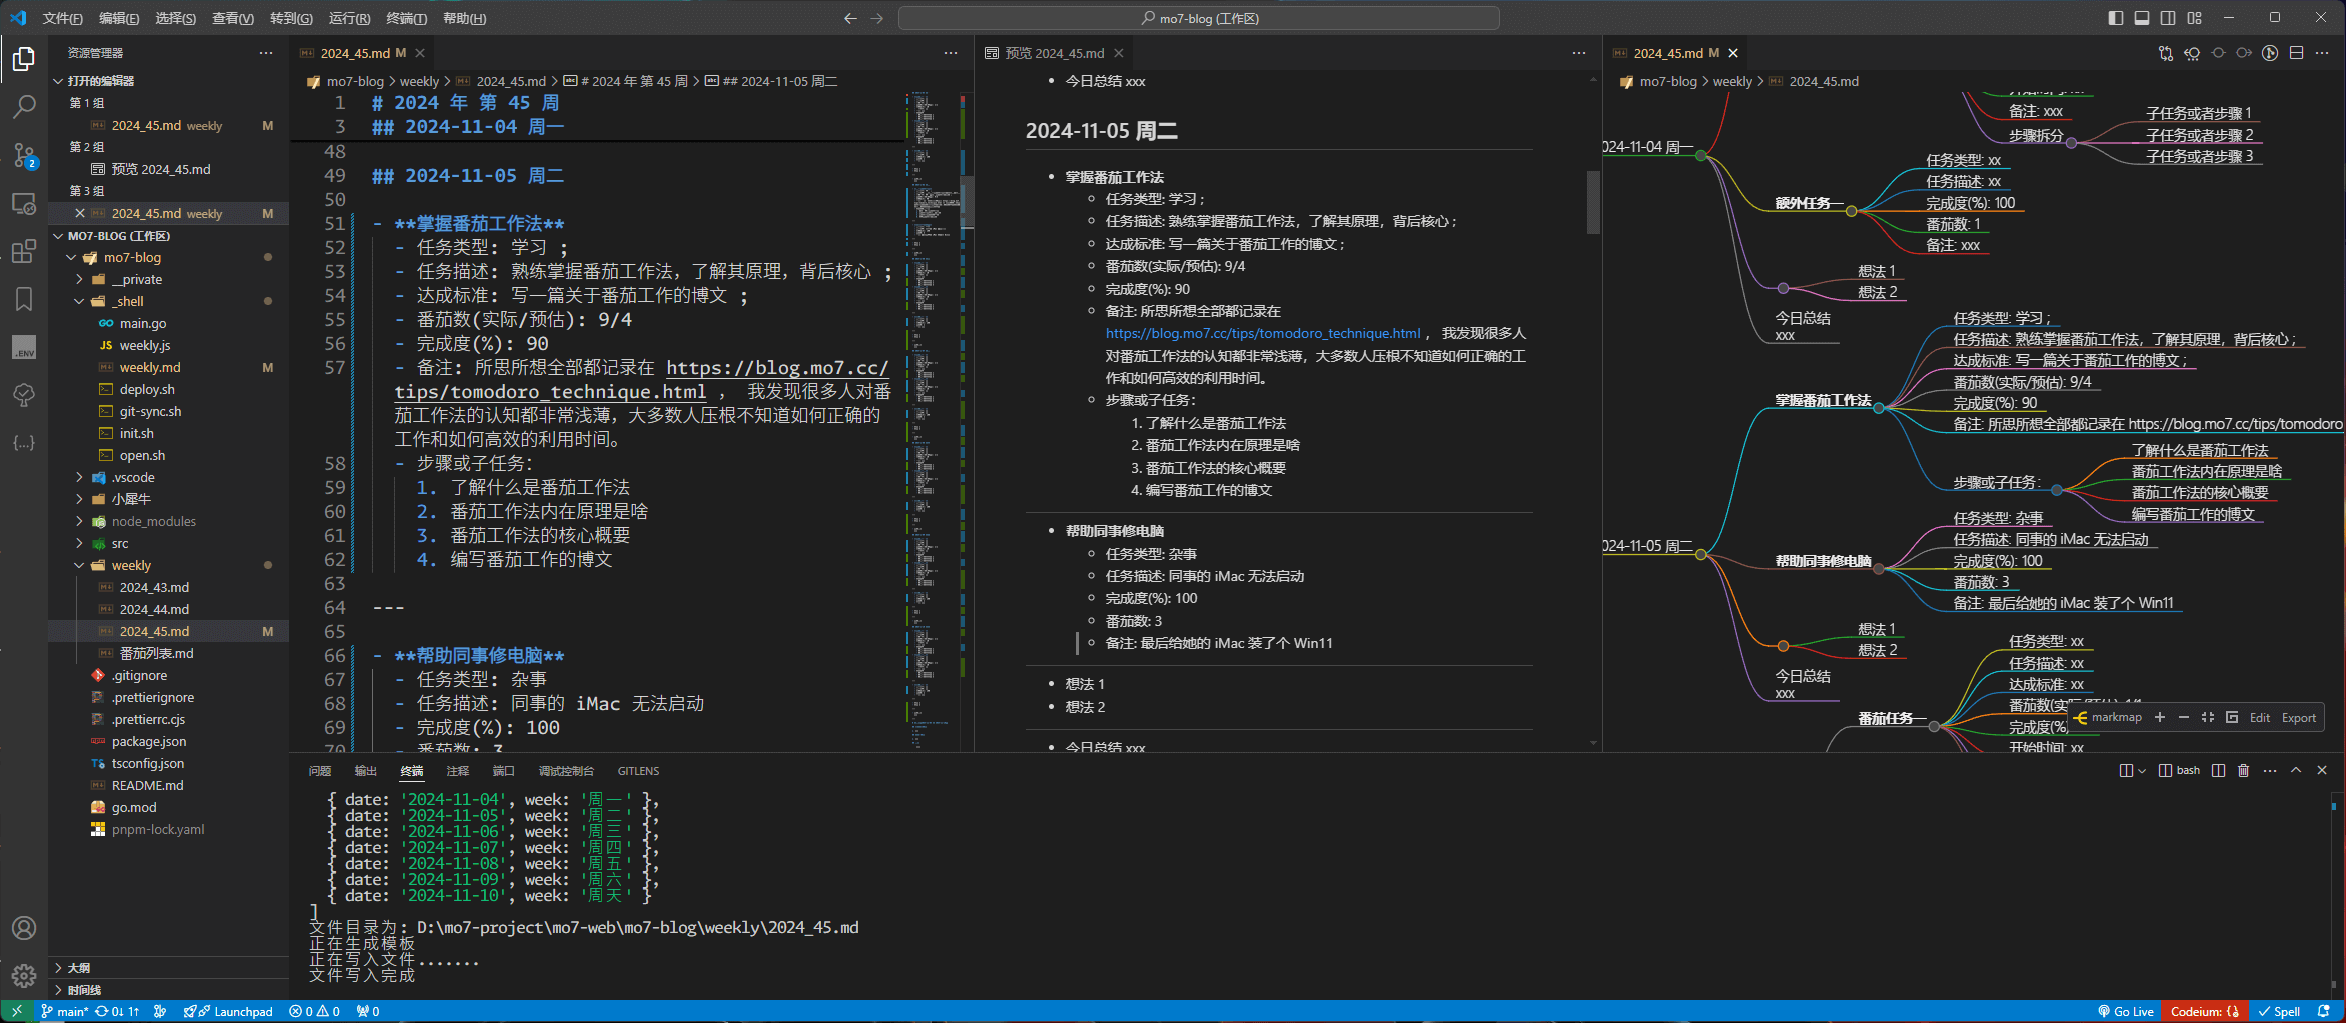 文件(F) 编辑(E) 选择(S) 查看(V) 转到(G) 运行(R) 终端(T) 帮助(H)
mo7-blog (工作区)
资源管理器
打开的编辑器
第 1 组
2024_45.md weekly M
第 2 组
预览 2024_45.md
第 3 组
2024_45.md weekly M
MO7-BLOG (工作区)
mo7-blog
__private
_shell
main.go
JS weekly.js
weekly.md M
deploy.sh
git-sync.sh
init.sh
open.sh
.vscode
小犀牛
node_modules
src
weekly
2024_43.md
2024_44.md
2024_45.md M
番茄列表.md
.gitignore
.prettierignore
.prettierrc.cjs
package.json
tsconfig.json
README.md
go.mod
pnpm-lock.yaml
大纲
时间线
2024_45.md M
mo7-blog > weekly > 2024_45.md > # 2024 年 第 45 周 > ## 2024-11-05 周二
1 # 2024 年 第 45 周
3 ## 2024-11-04 周一
48
49 ## 2024-11-05 周二
50
51 - **掌握番茄工作法**
52 - 任务类型: 学习 ;
53 - 任务描述: 熟练掌握番茄工作法，了解其原理，背后核心 ;
54 - 达成标准: 写一篇关于番茄工作的博文 ;
55 - 番茄数(实际/预估): 9/4
56 - 完成度(%): 90
57 - 备注: 所思所想全部都记录在 https://blog.mo7.cc/
tips/tomodoro_technique.html ， 我发现很多人对番
茄工作法的认知都非常浅薄，大多数人压根不知道如何正确的
工作和如何高效的利用时间。
58 - 步骤或子任务:
59 1. 了解什么是番茄工作法
60 2. 番茄工作法内在原理是啥
61 3. 番茄工作法的核心概要
62 4. 编写番茄工作的博文
63
64 ---
65
66 - **帮助同事修电脑**
67 - 任务类型: 杂事
68 - 任务描述: 同事的 iMac 无法启动
69 - 完成度(%): 100
70 - 番茄数: 3
预览 2024_45.md
今日总结 xxx
2024-11-05 周二
掌握番茄工作法
任务类型: 学习 ;
任务描述: 熟练掌握番茄工作法，了解其原理，背后核心 ;
达成标准: 写一篇关于番茄工作的博文 ;
番茄数(实际/预估): 9/4
完成度(%): 90
备注: 所思所想全部都记录在
https://blog.mo7.cc/tips/tomodoro_technique.html ， 我发现很多人
对番茄工作法的认知都非常浅薄，大多数人压根不知道如何正确的工
作和如何高效的利用时间。
步骤或子任务:
1. 了解什么是番茄工作法
2. 番茄工作法内在原理是啥
3. 番茄工作法的核心概要
4. 编写番茄工作的博文
帮助同事修电脑
任务类型: 杂事
任务描述: 同事的 iMac 无法启动
完成度(%): 100
番茄数: 3
备注: 最后给她的 iMac 装了个 Win11
想法 1
想法 2
今日总结 xxx
2024_45.md M
mo7-blog > weekly > 2024_45.md
备注: xxx
步骤拆分
子任务或者步骤 1
子任务或者步骤 2
子任务或者步骤 3
024-11-04 周一
额外任务一
任务类型: xx
任务描述: xx
完成度(%): 100
番茄数: 1
备注: xxx
想法 1
想法 2
今日总结
xxx
掌握番茄工作法
任务类型: 学习 ;
任务描述: 熟练掌握番茄工作法，了解其原理，背后核心 ;
达成标准: 写一篇关于番茄工作的博文 ;
番茄数(实际/预估): 9/4
完成度(%): 90
备注: 所思所想全部都记录在 https://blog.mo7.cc/tips/tomodoro
步骤或子任务:
了解什么是番茄工作法
番茄工作法内在原理是啥
番茄工作法的核心概要
编写番茄工作的博文
024-11-05 周二
帮助同事修电脑
任务类型: 杂事
任务描述: 同事的 iMac 无法启动
完成度(%): 100
番茄数: 3
备注: 最后给她的 iMac 装了个 Win11
想法 1
想法 2
今日总结
xxx
番茄任务一
任务类型: xx
任务描述: xx
达成标准: xx
番茄数(实际/预估):
完成度(%)
开始时间: xx
markmap + − Edit Export
问题 输出 终端 注释 端口 调试控制台 GITLENS
bash
{ date: '2024-11-04', week: '周一' },
{ date: '2024-11-05', week: '周二' },
{ date: '2024-11-06', week: '周三' },
{ date: '2024-11-07', week: '周四' },
{ date: '2024-11-08', week: '周五' },
{ date: '2024-11-09', week: '周六' },
{ date: '2024-11-10', week: '周天' }
]
文件目录为: D:\mo7-project\mo7-web\mo7-blog\weekly\2024_45.md
正在生成模板
正在写入文件.......
文件写入完成
main* 0↓ 1↑ Launchpad 0 0 0 Go Live Codeium: {} Spell